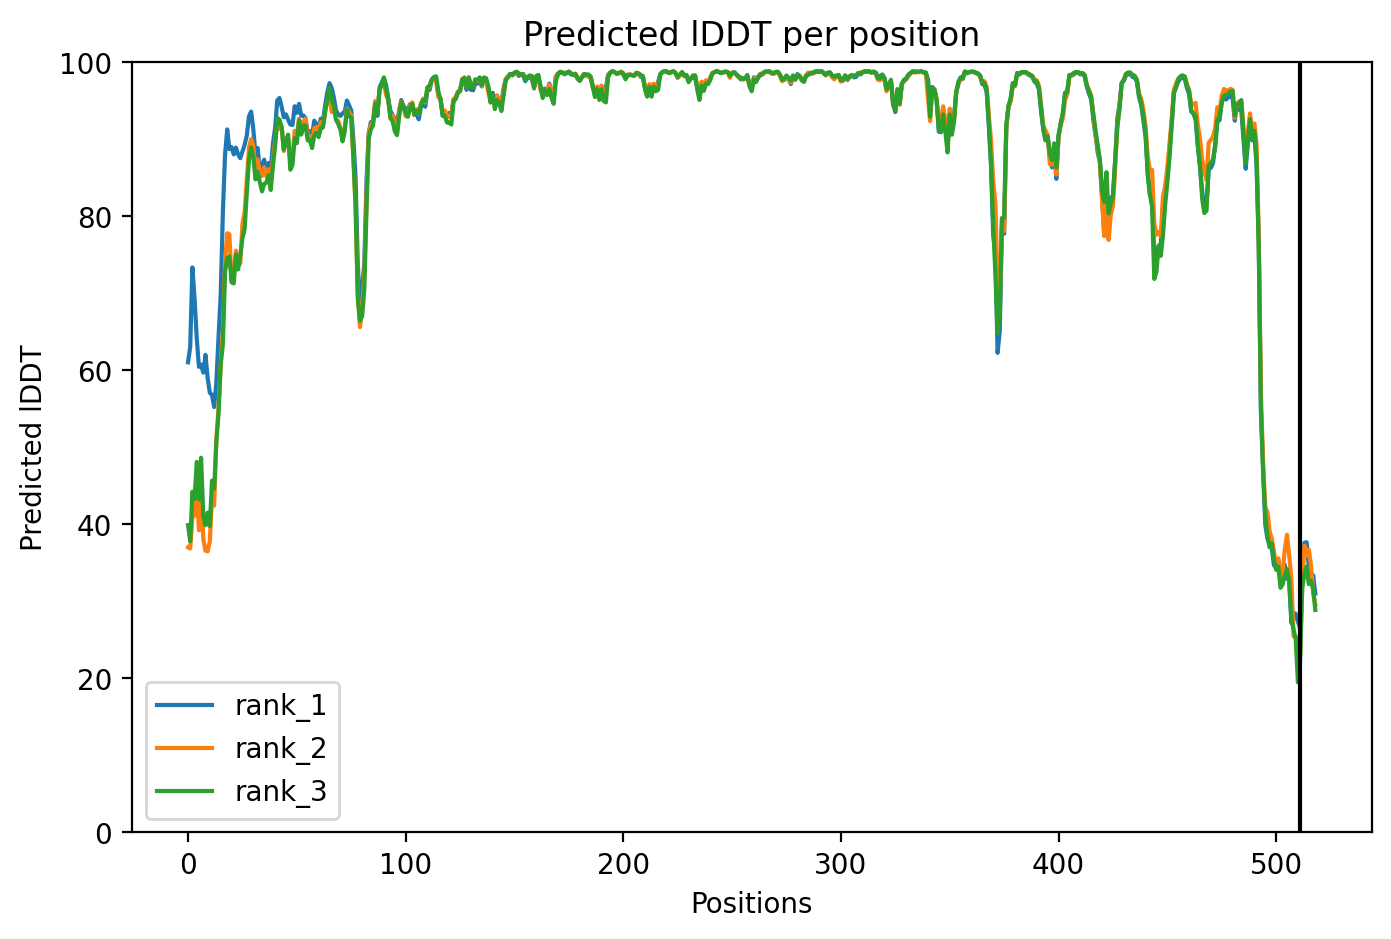 Predicted lDDT per position
100
80
60
40
20
0
Predicted lDDT
rank_1
rank_2
rank_3
0 100 200 300 400 500
Positions